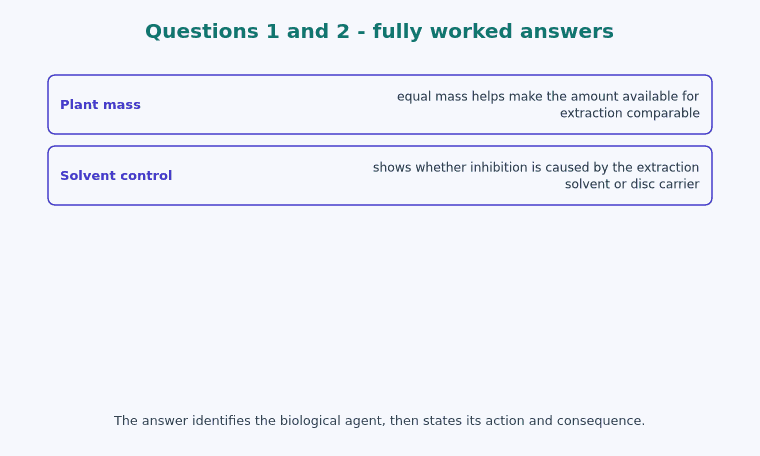 Questions 1 and 2 - fully worked answers
Plant mass
equal mass helps make the amount available for
extraction comparable
Solvent control
shows whether inhibition is caused by the extraction
solvent or disc carrier
The answer identifies the biological agent, then states its action and consequence.